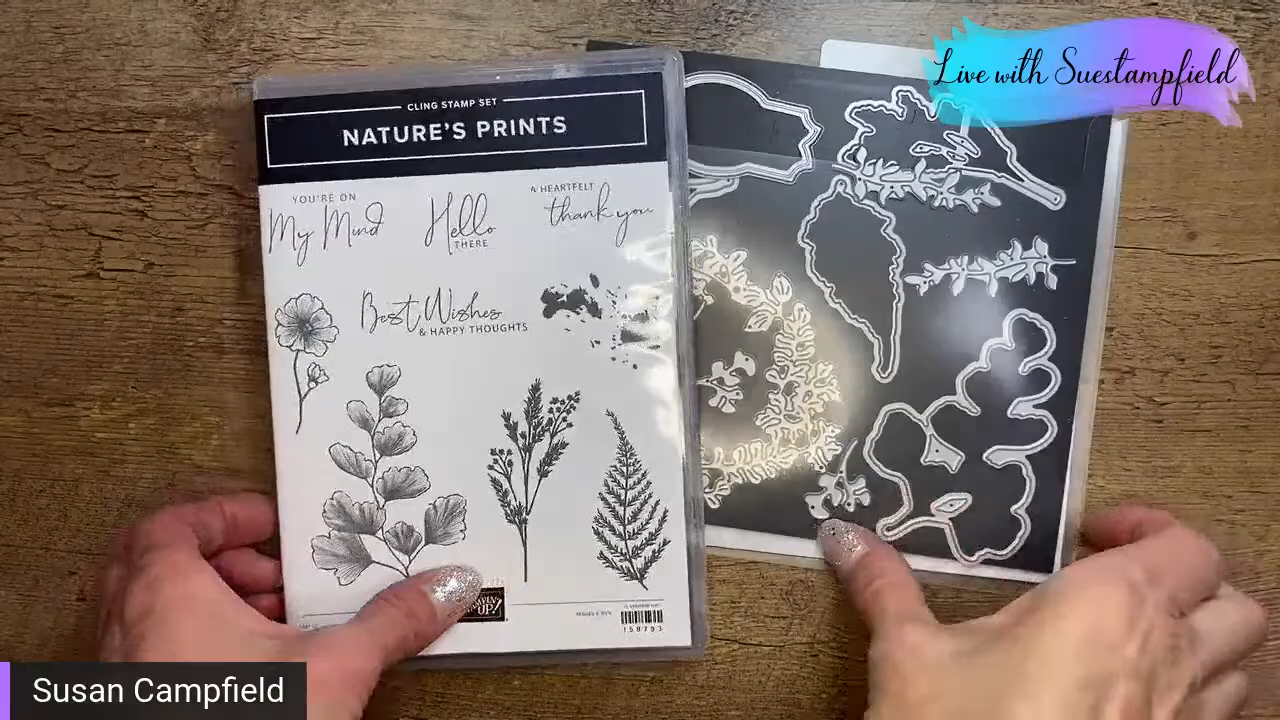 Live with Suestampfield
CLING STAMP SET
NATURE'S PRINTS
YOU'RE ON
My Mind
Hello
THERE
A HEARTFELT
thank you
Best Wishes
& HAPPY THOUGHTS
UP!
158793
Susan Campfield